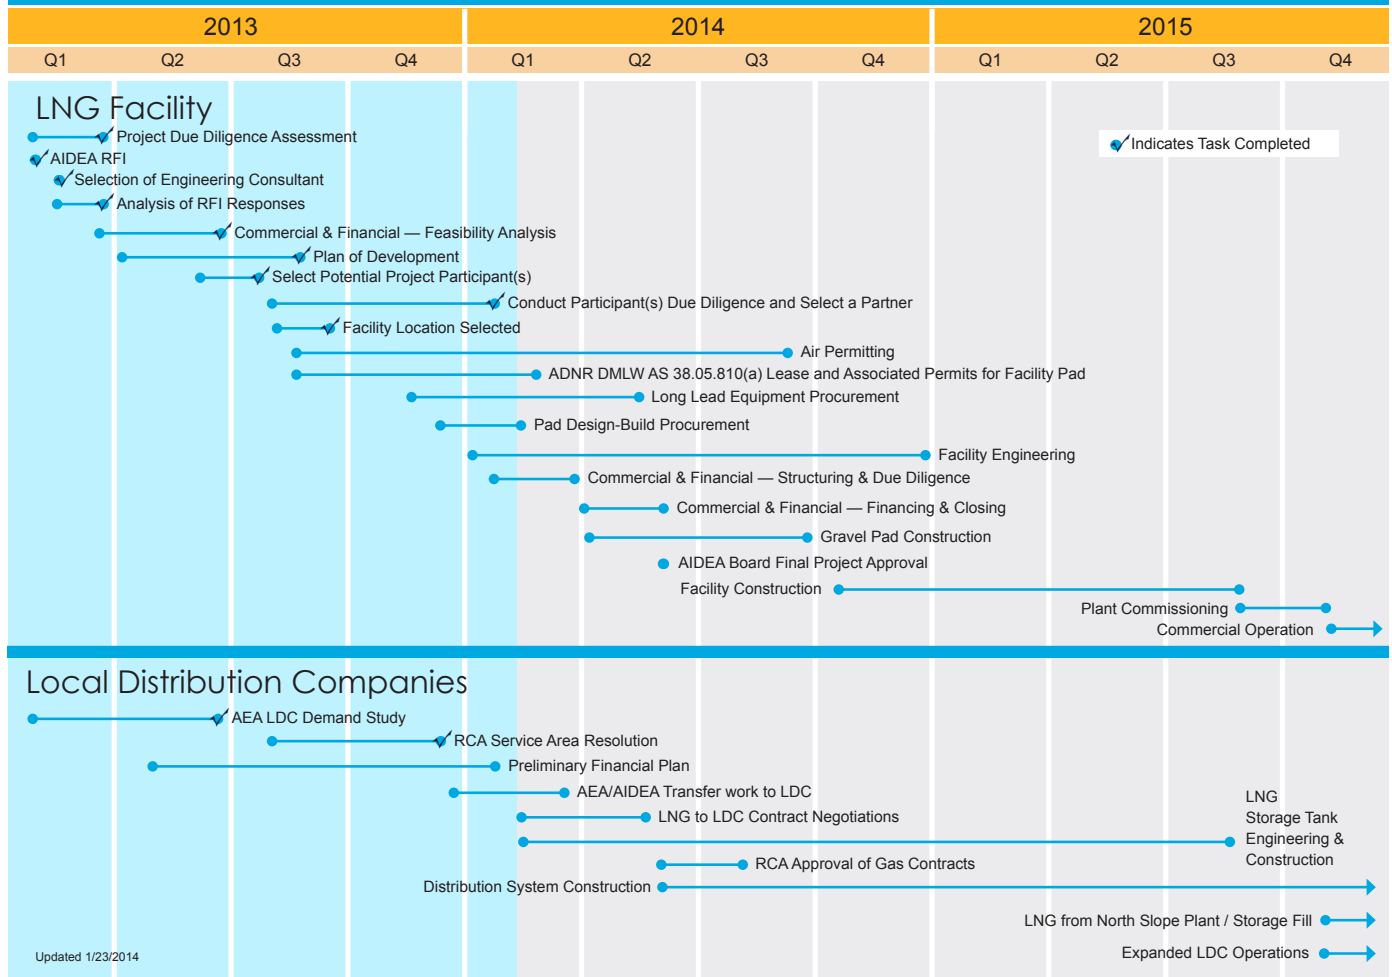 2013 2014 2015
Q1 Q2 Q3 Q4 Q1 Q2 Q3 Q4 Q1 Q2 Q3 Q4
LNG Facility
Project Due Diligence Assessment
Indicates Task Completed
AIDEA RFI
Selection of Engineering Consultant
Analysis of RFI Responses
Commercial & Financial — Feasibility Analysis
Plan of Development
Select Potential Project Participant(s)
Conduct Participant(s) Due Diligence and Select a Partner
Facility Location Selected
Air Permitting
ADNR DMLW AS 38.05.810(a) Lease and Associated Permits for Facility Pad
Long Lead Equipment Procurement
Pad Design-Build Procurement
Facility Engineering
Commercial & Financial — Structuring & Due Diligence
Commercial & Financial — Financing & Closing
Gravel Pad Construction
AIDEA Board Final Project Approval
Facility Construction
Plant Commissioning
Commercial Operation
Local Distribution Companies
AEA LDC Demand Study
RCA Service Area Resolution
Preliminary Financial Plan
AEA/AIDEA Transfer work to LDC
LNG to LDC Contract Negotiations
LNG
Storage Tank
Engineering &
Construction
RCA Approval of Gas Contracts
Distribution System Construction
LNG from North Slope Plant / Storage Fill
Expanded LDC Operations
Updated 1/23/2014